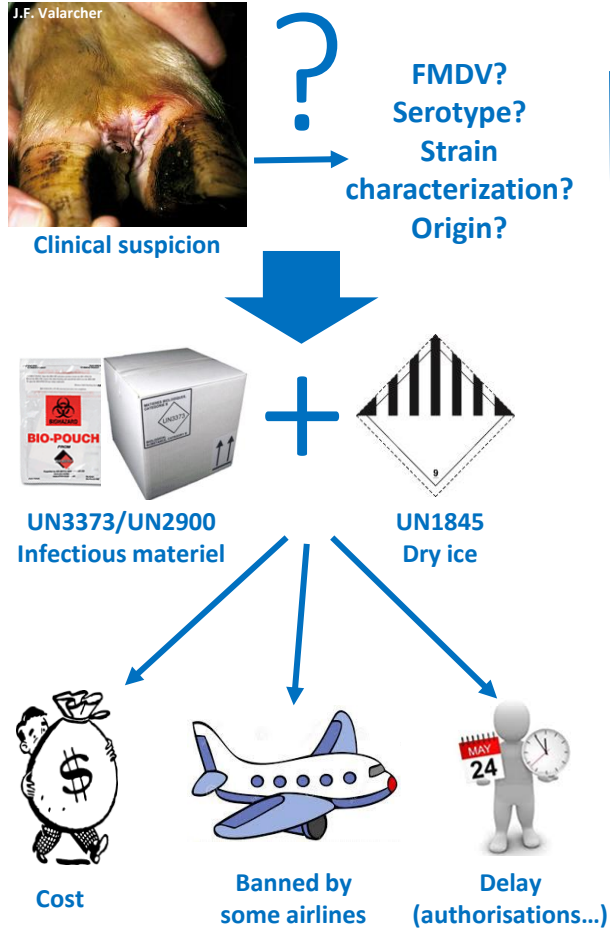 J.F. Valarcher
?
FMDV?
Serotype?
Strain
characterization?
Origin?
Clinical suspicion
BIOHAZARD
BIO-POUCH
FROM
UN3373
9
UN3373/UN2900
Infectious materiel
UN1845
Dry ice
$
MAY
24
Cost
Banned by
some airlines
Delay
(authorisations…)